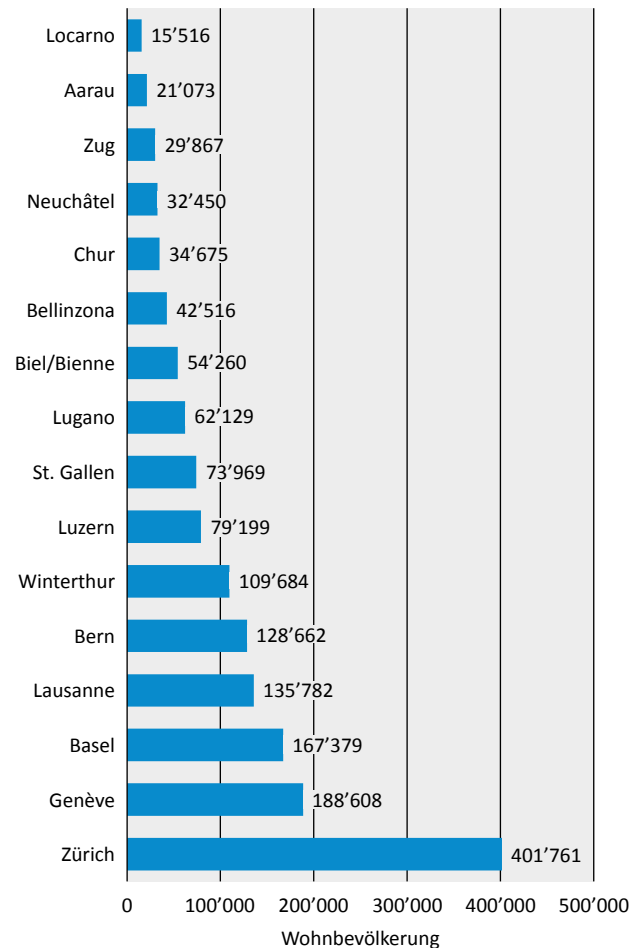 Locarno 15’516
Aarau 21’073
Zug 29’867
Neuchâtel 32’450
Chur 34’675
Bellinzona 42’516
Biel/Bienne 54’260
Lugano 62’129
St. Gallen 73’969
Luzern 79’199
Winterthur 109’684
Bern 128’662
Lausanne 135’782
Basel 167’379
Genève 188’608
Zürich 401’761
0 100’000 200’000 300’000 400’000 500’000
Wohnbevölkerung